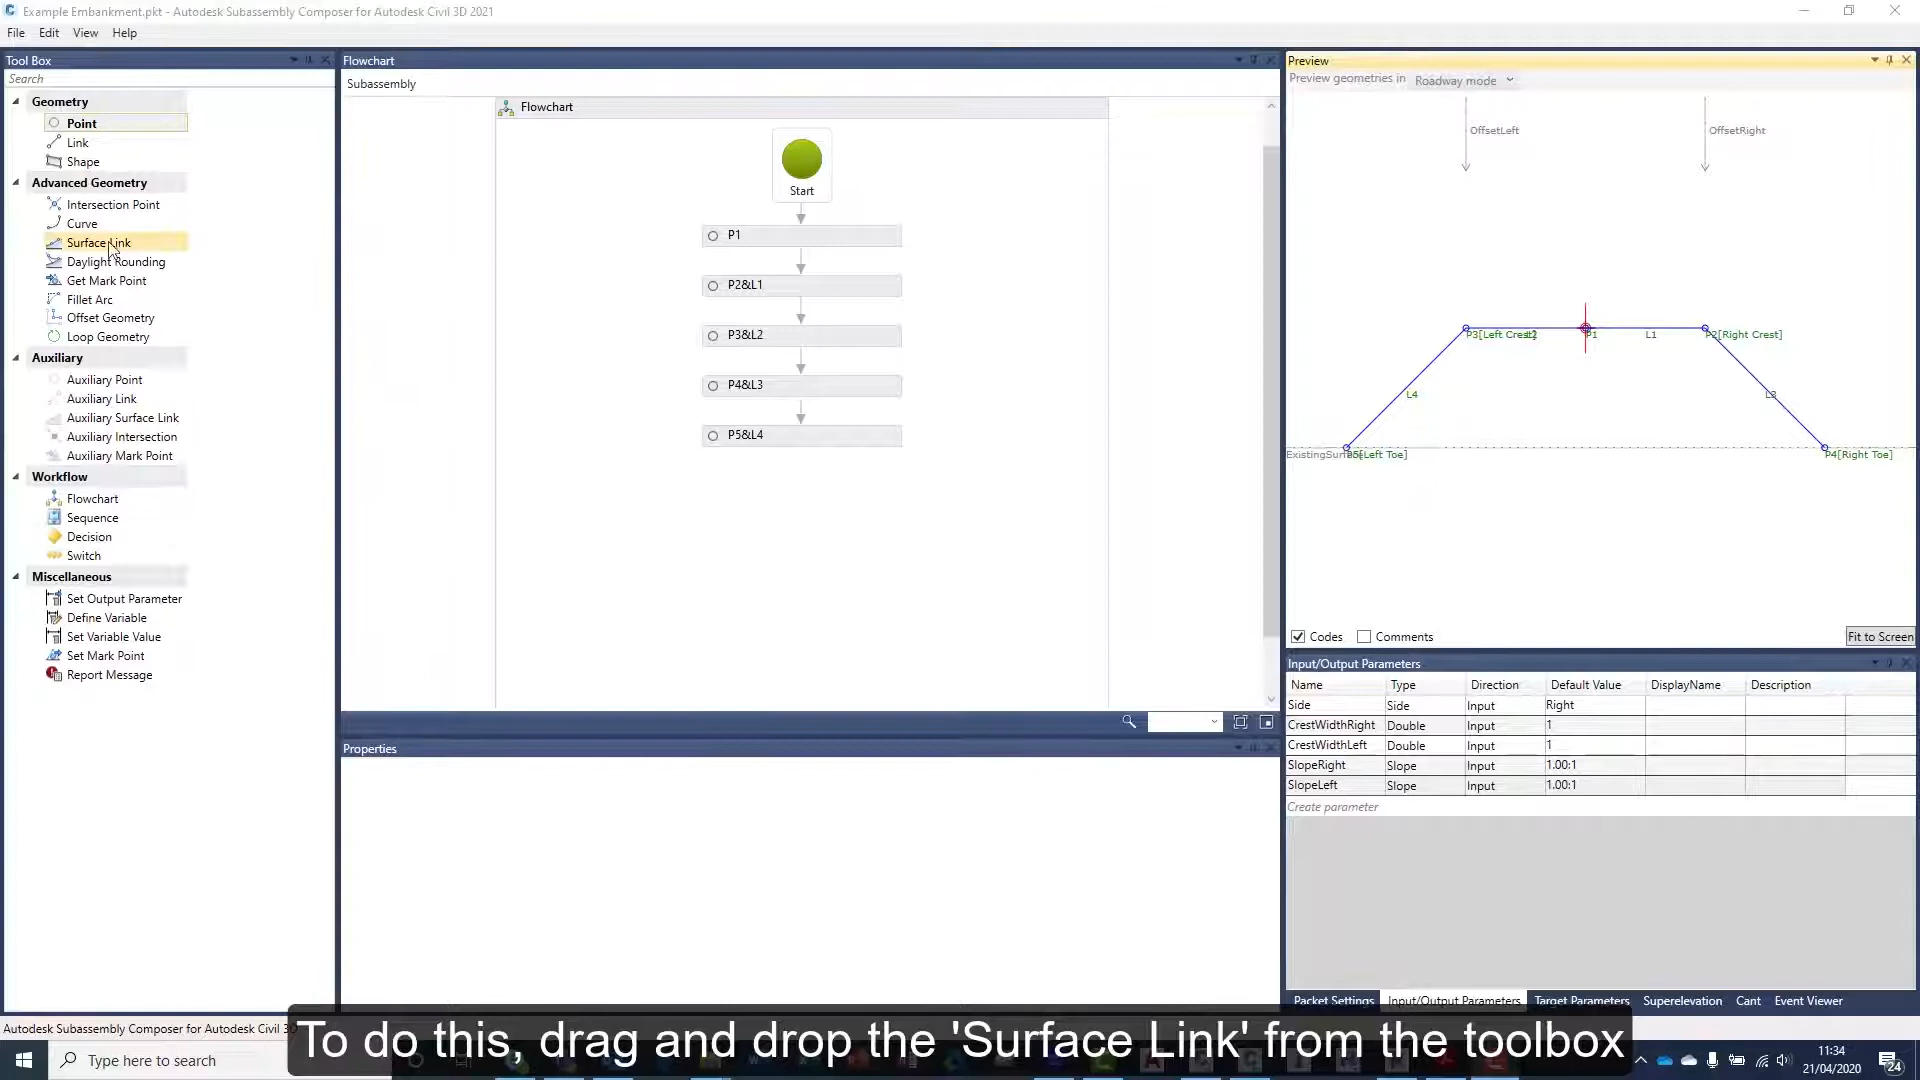 Example Embankment.pkt - Autodesk Subassembly Composer for Autodesk Civil 3D 2021
File Edit View Help
Tool Box
Search
Geometry
Point
Link
Shape
Advanced Geometry
Intersection Point
Curve
Surface Link
Daylight Rounding
Get Mark Point
Fillet Arc
Offset Geometry
Loop Geometry
Auxiliary
Auxiliary Point
Auxiliary Link
Auxiliary Surface Link
Auxiliary Intersection
Auxiliary Mark Point
Workflow
Flowchart
Sequence
Decision
Switch
Miscellaneous
Set Output Parameter
Define Variable
Set Variable Value
Set Mark Point
Report Message
Flowchart
Subassembly
Flowchart
Start
P1
P2&L1
P3&L2
P4&L3
P5&L4
Properties
Preview
Preview geometries in Roadway mode
OffsetLeft OffsetRight
P3[Left Crest] L2 P1 L1 P2[Right Crest]
L4 L3
P5[Left Toe] P4[Right Toe]
Codes Comments Fit to Screen
Input/Output Parameters
Name Type Direction Default Value DisplayName Description
Side Side Input Right
CrestWidthRight Double Input 1
CrestWidthLeft Double Input 1
SlopeRight Slope Input 1.00:1
SlopeLeft Slope Input 1.00:1
Create parameter
Packet Settings Input/Output Parameters Target Parameters Superelevation Cant Event Viewer
Autodesk Subassembly Composer for Autodesk Civil 3D
To do this, drag and drop the 'Surface Link' from the toolbox
Type here to search
11:34
21/04/2020
24